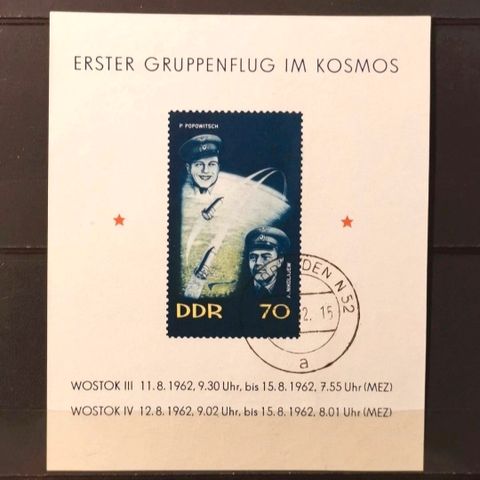 ERSTER GRUPPENFLUG IM KOSMOS
P. POPOWITSCH
A. NIKOLAJEW
DDR 70
DEN N 52
2. 15
a
WOSTOK III 11. 8. 1962, 9.30 Uhr, bis 15. 8. 1962, 7.55 Uhr (MEZ)
WOSTOK IV 12. 8. 1962, 9.02 Uhr, bis 15. 8. 1962, 8.01 Uhr (MEZ)